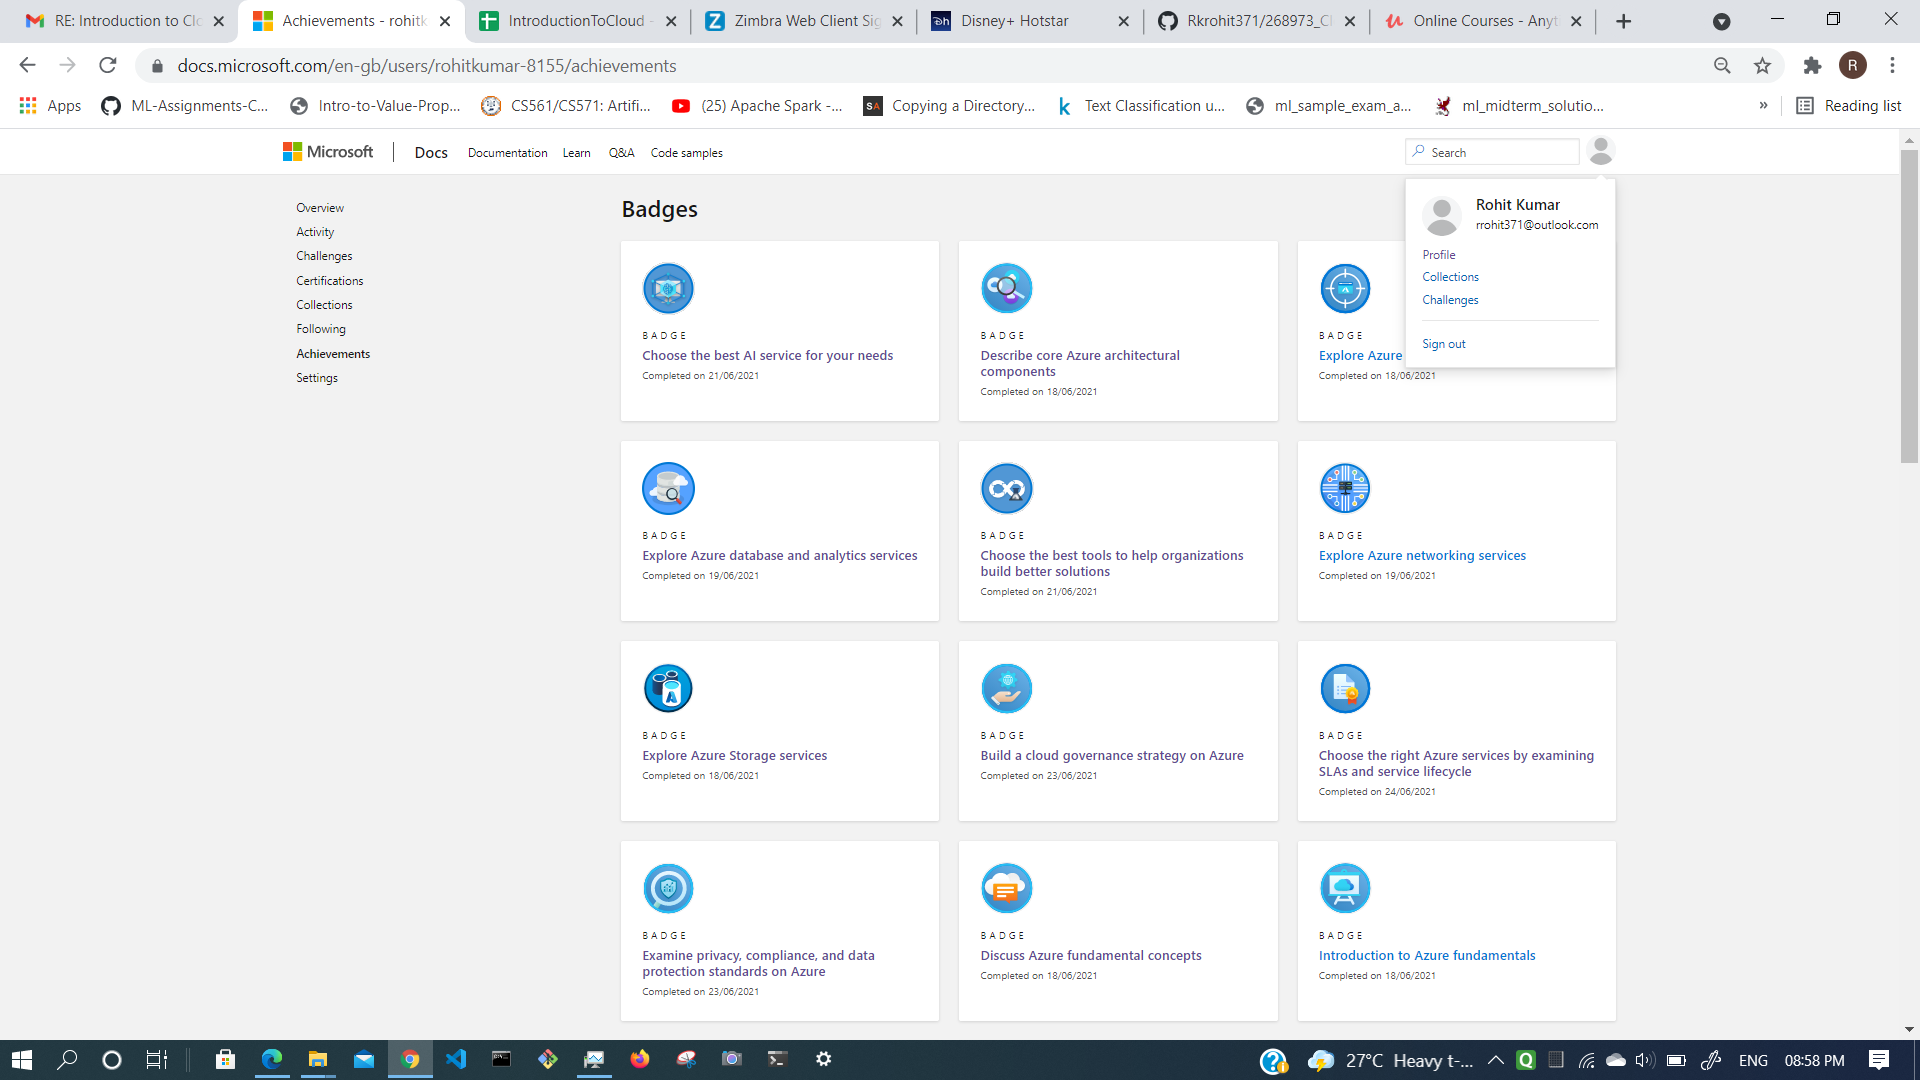 RE: Introduction to Clo
Achievements - rohitk
IntroductionToCloud -
Zimbra Web Client Sig
Disney+ Hotstar
Rkrohit371/268973_Cl
Online Courses - Anyt
docs.microsoft.com/en-gb/users/rohitkumar-8155/achievements
R
Apps
ML-Assignments-C...
Intro-to-Value-Prop...
CS561/CS571: Artifi...
(25) Apache Spark -...
SA
Copying a Directory...
k
Text Classification u...
ml_sample_exam_a...
ml_midterm_solutio...
»
Reading list
Microsoft
Docs
Documentation
Learn
Q&A
Code samples
Search
Rohit Kumar
rrohit371@outlook.com
Profile
Collections
Challenges
Sign out
Overview
Activity
Challenges
Certifications
Collections
Following
Achievements
Settings
Badges
BADGE
Choose the best AI service for your needs
Completed on 21/06/2021
BADGE
Describe core Azure architectural
components
Completed on 18/06/2021
BADGE
Explore Azure
Completed on 18/06/2021
BADGE
Explore Azure database and analytics services
Completed on 19/06/2021
BADGE
Choose the best tools to help organizations
build better solutions
Completed on 21/06/2021
BADGE
Explore Azure networking services
Completed on 19/06/2021
BADGE
Explore Azure Storage services
Completed on 18/06/2021
BADGE
Build a cloud governance strategy on Azure
Completed on 23/06/2021
BADGE
Choose the right Azure services by examining
SLAs and service lifecycle
Completed on 24/06/2021
BADGE
Examine privacy, compliance, and data
protection standards on Azure
Completed on 23/06/2021
BADGE
Discuss Azure fundamental concepts
Completed on 18/06/2021
BADGE
Introduction to Azure fundamentals
Completed on 18/06/2021
27°C Heavy t-...
ENG
08:58 PM